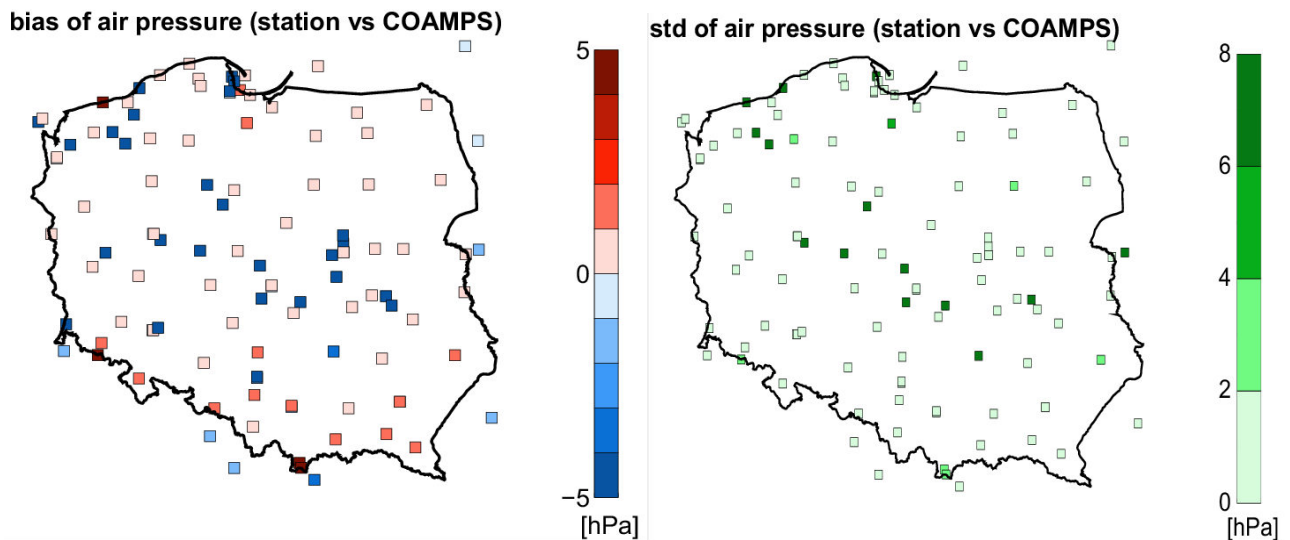 bias of air pressure (station vs COAMPS)
5
0
−5
[hPa]
std of air pressure (station vs COAMPS)
8
6
4
2
0
[hPa]